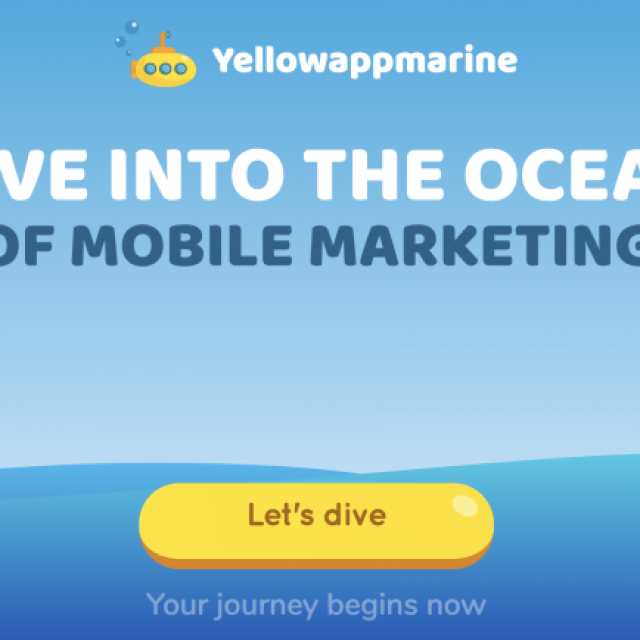 Yellowappmarine
VE INTO THE OCEA
OF MOBILE MARKETING
Let's dive
Your journey begins now